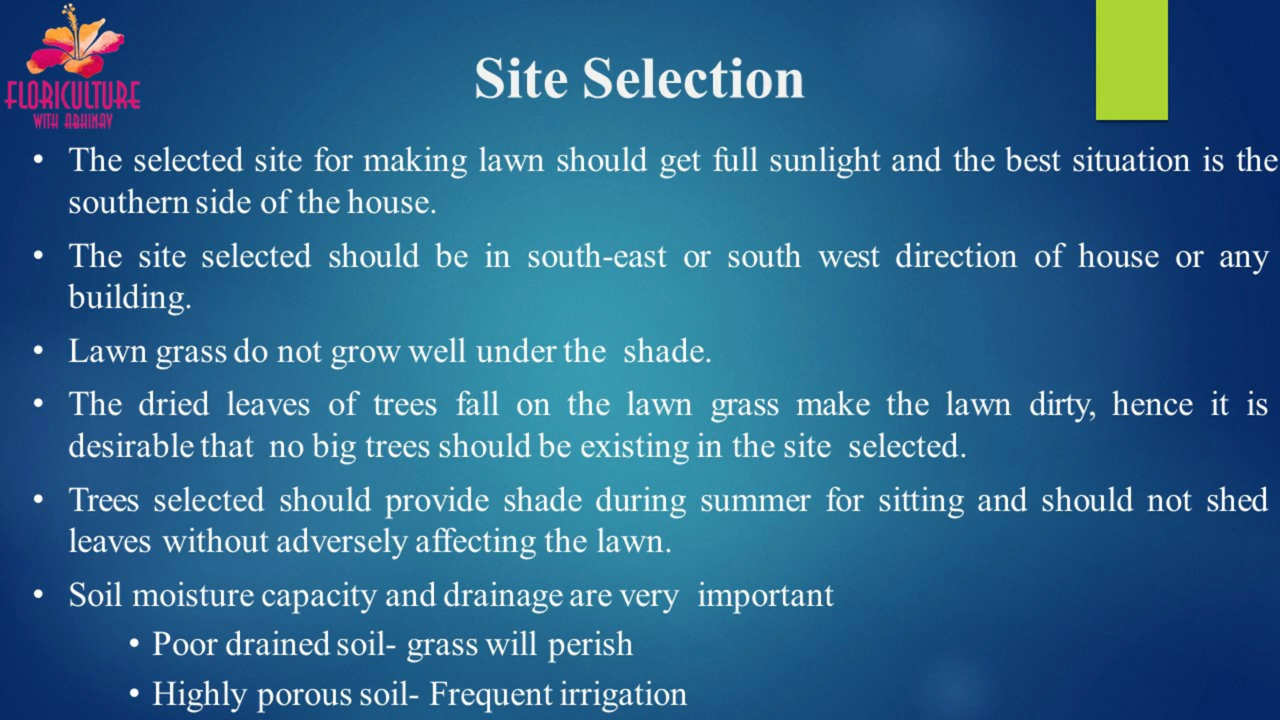 FLORICULTURE
WITH ABHINAV
Site Selection
• The selected site for making lawn should get full sunlight and the best situation is the
southern side of the house.
• The site selected should be in south-east or south west direction of house or any
building.
• Lawn grass do not grow well under the shade.
• The dried leaves of trees fall on the lawn grass make the lawn dirty, hence it is
desirable that no big trees should be existing in the site selected.
• Trees selected should provide shade during summer for sitting and should not shed
leaves without adversely affecting the lawn.
• Soil moisture capacity and drainage are very important
• Poor drained soil- grass will perish
• Highly porous soil- Frequent irrigation